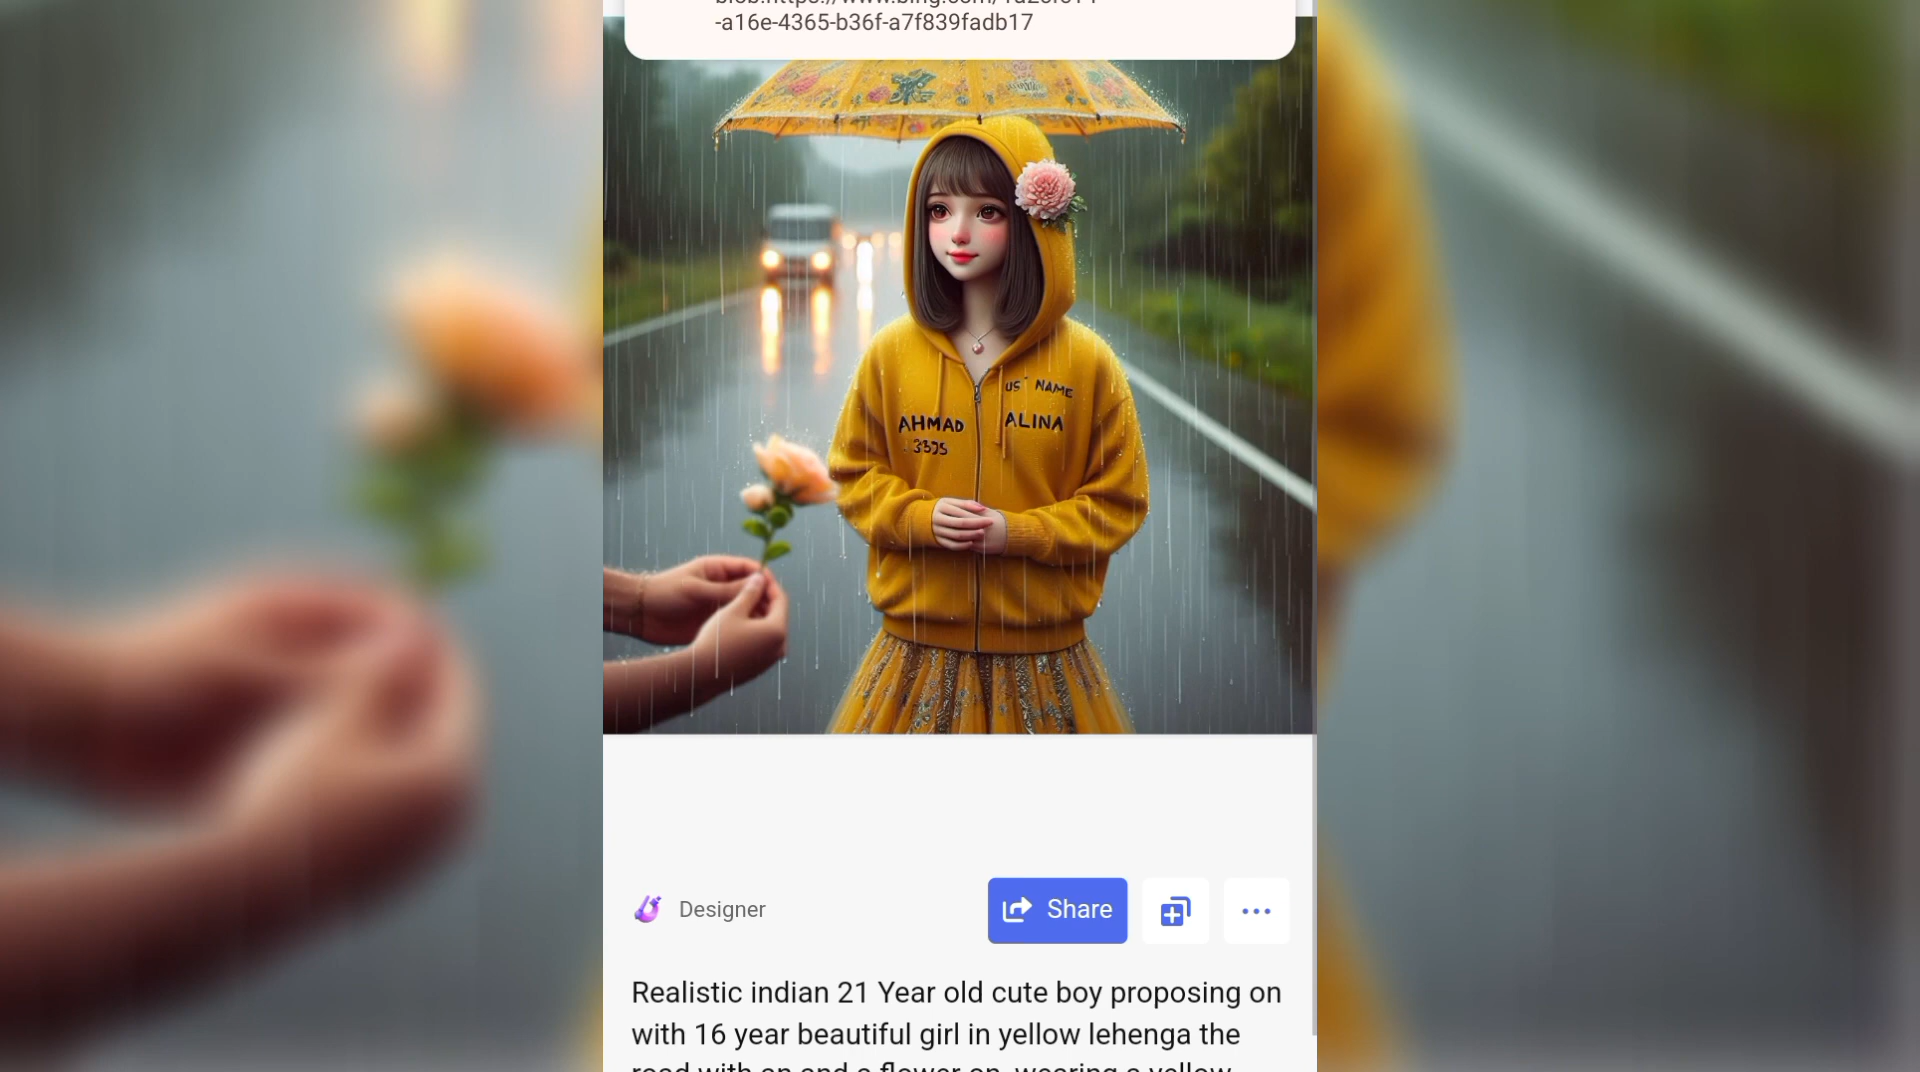 -a16e-4365-b36f-a7f839fadb17
US NAME
AHMAD
ALINA
Designer
Share
Realistic indian 21 Year old cute boy proposing on
with 16 year beautiful girl in yellow lehenga the